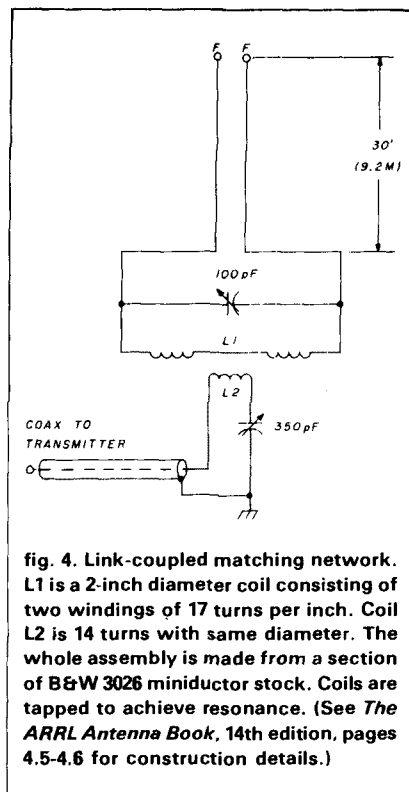 F F
30'
(9.2M)
100pF
L1
L2
COAX TO
TRANSMITTER
350pF
fig. 4. Link-coupled matching network.
L1 is a 2-inch diameter coil consisting of
two windings of 17 turns per inch. Coil
L2 is 14 turns with same diameter. The
whole assembly is made from a section
of B&W 3026 miniductor stock. Coils are
tapped to achieve resonance. (See The
ARRL Antenna Book, 14th edition, pages
4.5-4.6 for construction details.)